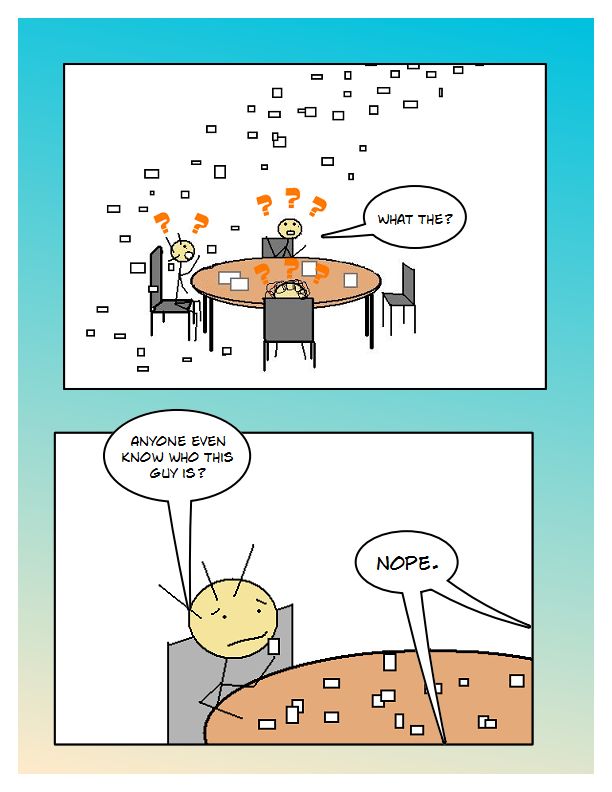 ? ? ?
? ?
WHAT THE?
? ? ?
ANYONE EVEN
KNOW WHO THIS
GUY IS?
NOPE.